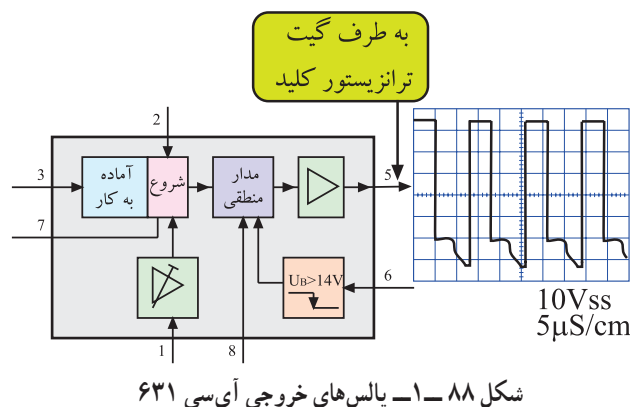 به طرف گیت
ترانزیستور کلید
2
3
آماده
به کار
شروع
مدار
منطقی
5
7
UB>14V
6
1
8
10Vss
5μS/cm
شکل ۸۸ ــ۱ــ پالس‌های خروجی آی‌سی ۶۳۱